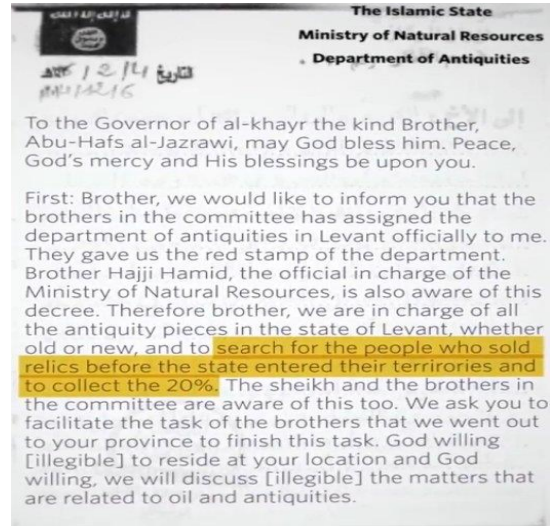 The Islamic State
Ministry of Natural Resources
Department of Antiquities
التاريخ
To the Governor of al-khayr the kind Brother,
Abu-Hafs al-Jazrawi, may God bless him. Peace,
God's mercy and His blessings be upon you.
First: Brother, we would like to inform you that the
brothers in the committee has assigned the
department of antiquities in Levant officially to me.
They gave us the red stamp of the department.
Brother Hajji Hamid, the official in charge of the
Ministry of Natural Resources, is also aware of this
decree. Therefore brother, we are in charge of all
the antiquity pieces in the state of Levant, whether
old or new, and to search for the people who sold
relics before the state entered their terrirories and
to collect the 20%. The sheikh and the brothers in
the committee are aware of this too. We ask you to
facilitate the task of the brothers that we went out
to your province to finish this task. God willing
[illegible] to reside at your location and God
willing, we will discuss [illegible] the matters that
are related to oil and antiquities.